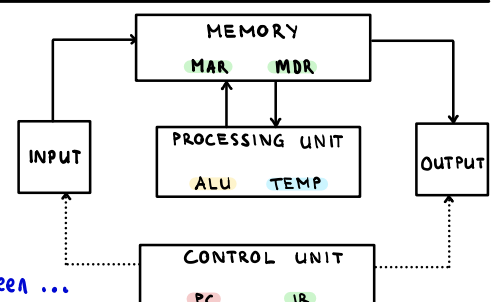 MEMORY
MAR MDR
PROCESSING UNIT
INPUT
OUTPUT
ALU TEMP
CONTROL UNIT
... 
PC IR